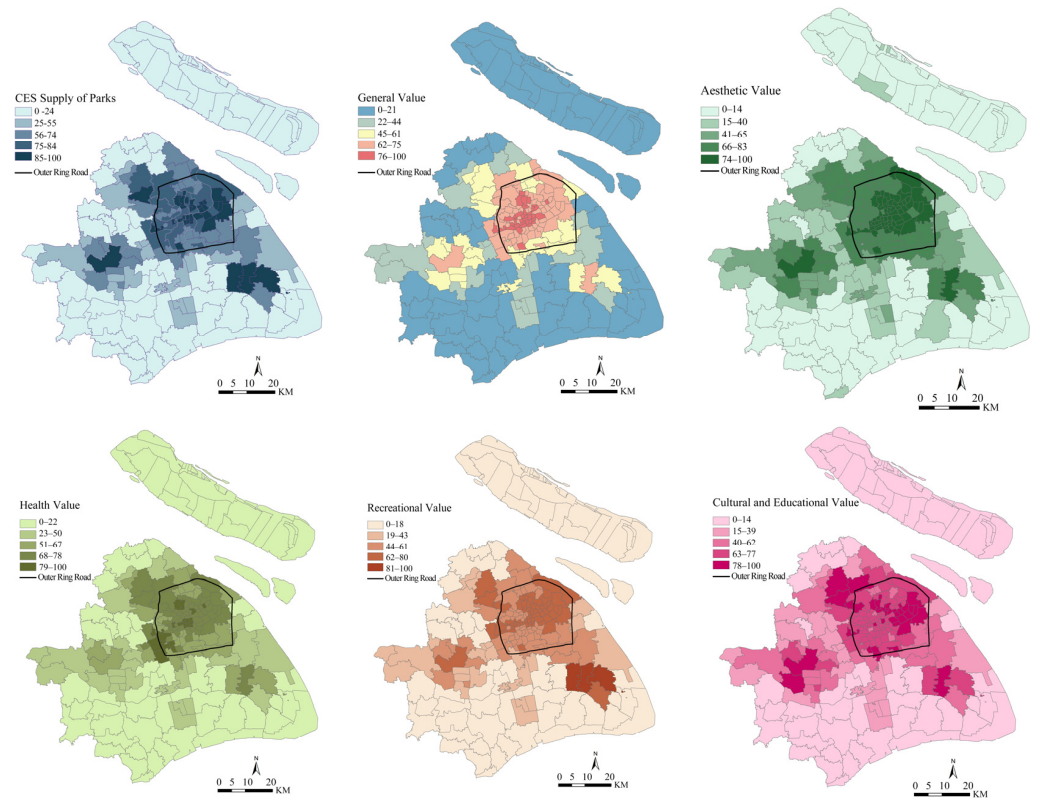 CES Supply of Parks
0 -24
25-55
56-74
75-84
85-100
Outer Ring Road
N
0 5 10 20
KM
General Value
0–21
22–44
45–61
62–75
76–100
Outer Ring Road
N
0 5 10 20
KM
Aesthetic Value
0–14
15–40
41–65
66–83
74–100
Outer Ring Road
N
0 5 10 20
KM
Health Value
0–22
23–50
51–67
68–78
79–100
Outer Ring Road
N
0 5 10 20
KM
Recreational Value
0–18
19–43
44–61
62–80
81–100
Outer Ring Road
N
0 5 10 20
KM
Cultural and Educational Value
0–14
15–39
40–62
63–77
78–100
Outer Ring Road
N
0 5 10 20
KM